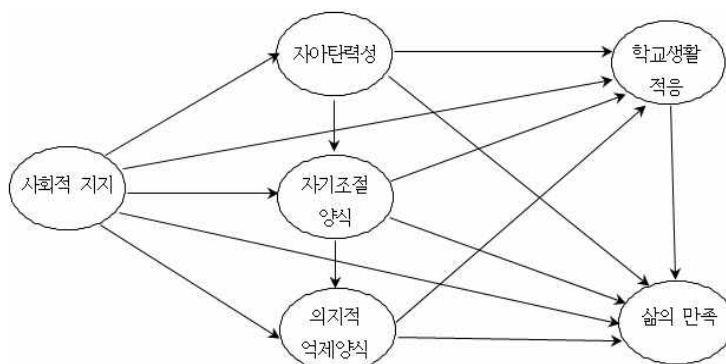 자아탄력성
학교생활
적응
사회적 지지
자기조절
양식
의지적
억제양식
삶의 만족